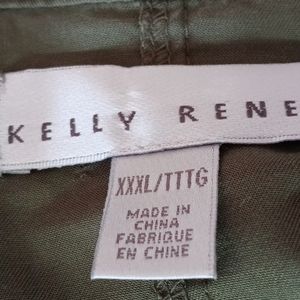 KELLY RENE
XXXL/TTTG
MADE IN
CHINA
FABRIQUE
EN CHINE